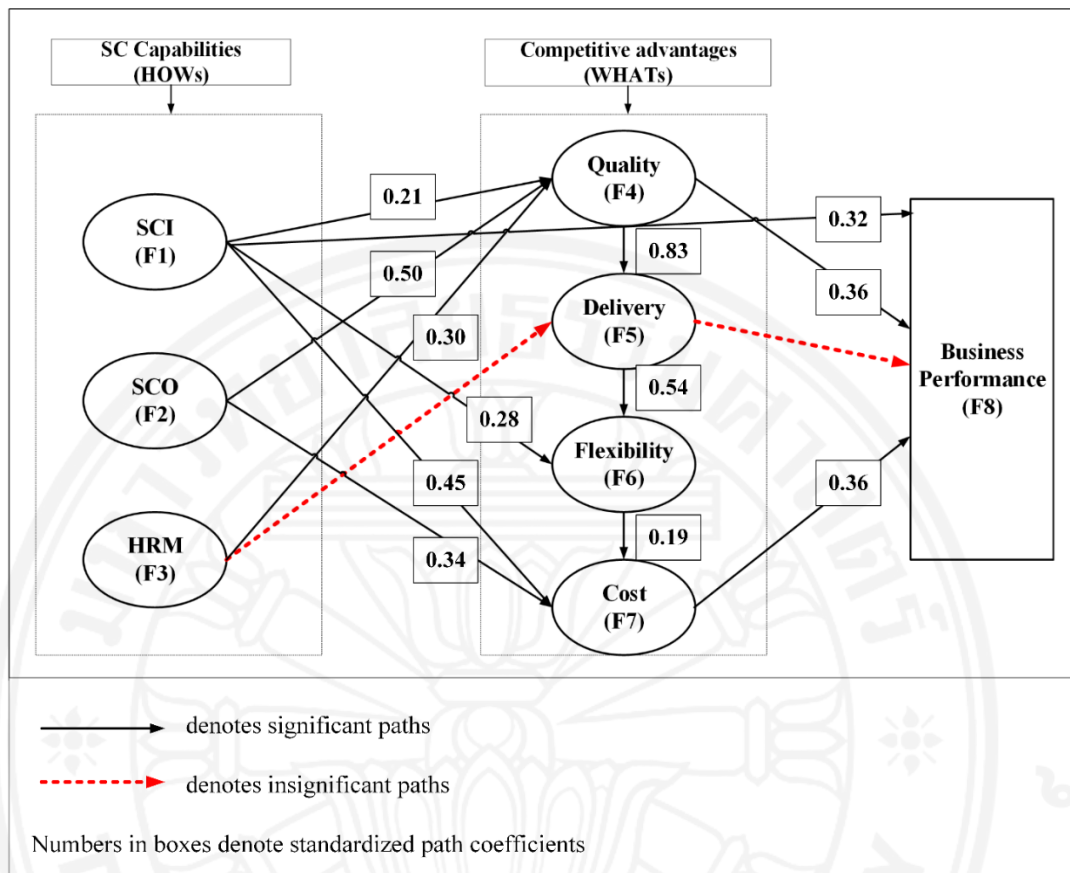 SC Capabilities
(HOWs)
Competitive advantages
(WHATs)
SCI
(F1)
SCO
(F2)
HRM
(F3)
0.21
0.50
0.30
0.28
0.45
0.34
Quality
(F4)
0.83
Delivery
(F5)
0.54
Flexibility
(F6)
0.19
Cost
(F7)
0.32
0.36
0.36
Business
Performance
(F8)
denotes significant paths
denotes insignificant paths
Numbers in boxes denote standardized path coefficients